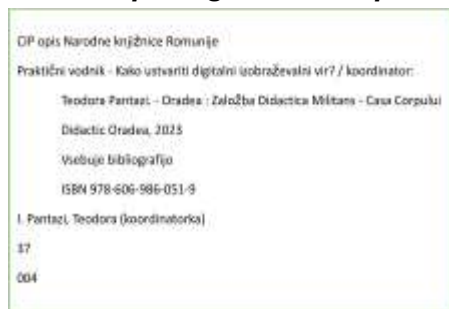 CIP opis Narodne knjižnice Romunije
Praktični vodnik - Kako ustvariti digitalni izobraževalni vir? / koordinator:
Teodora Pantazi. - Oradea : Založba Didactica Militans - Casa Corpului
Didactic Oradea, 2023
Vsebuje bibliografijo
ISBN 978-606-986-051-9
I. Pantazi, Teodora (koordinatorka)
37
004